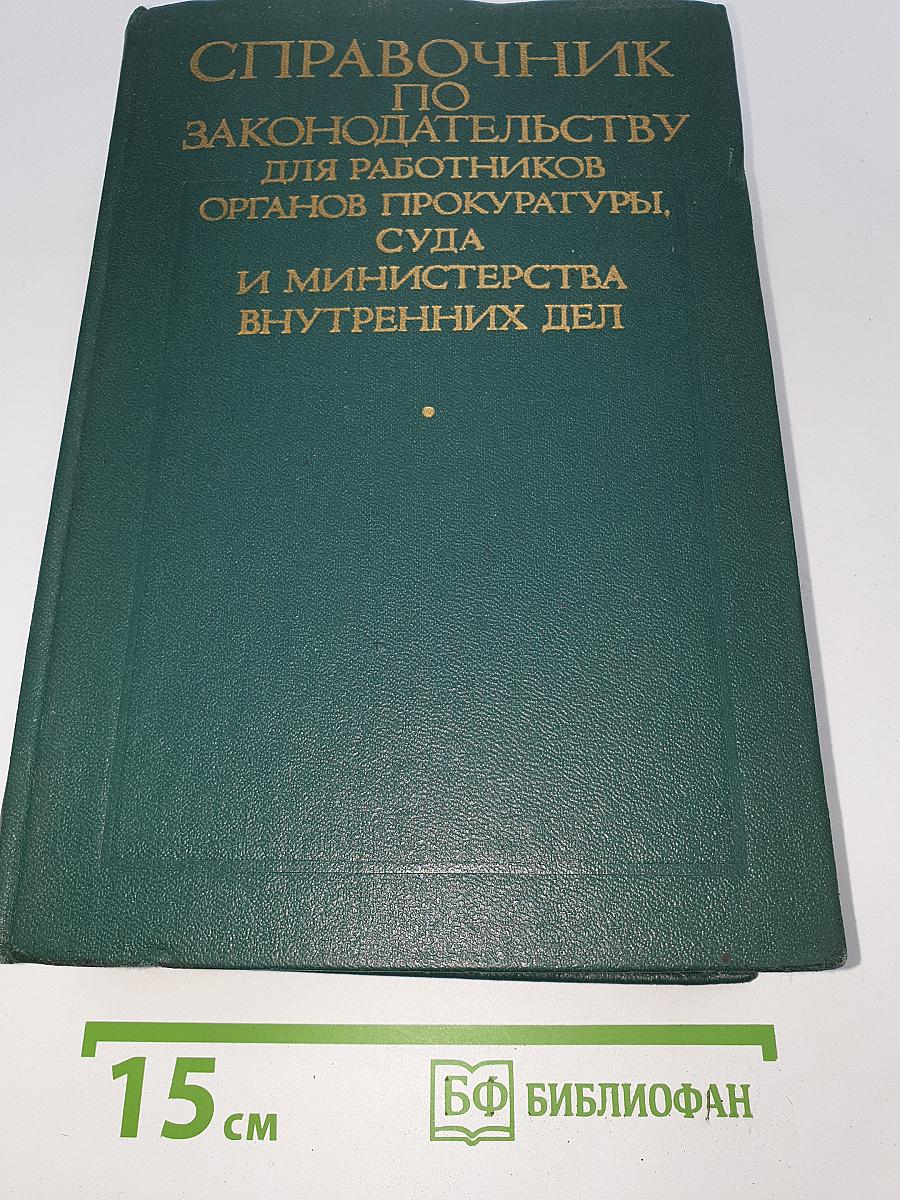 СПРАВОЧНИК
ПО
ЗАКОНОДАТЕЛЬСТВУ
ДЛЯ РАБОТНИКОВ
ОРГАНОВ ПРОКУРАТУРЫ,
СУДА
И МИНИСТЕРСТВА
ВНУТРЕННИХ ДЕЛ
15 см
БФ БИБЛИОФАН